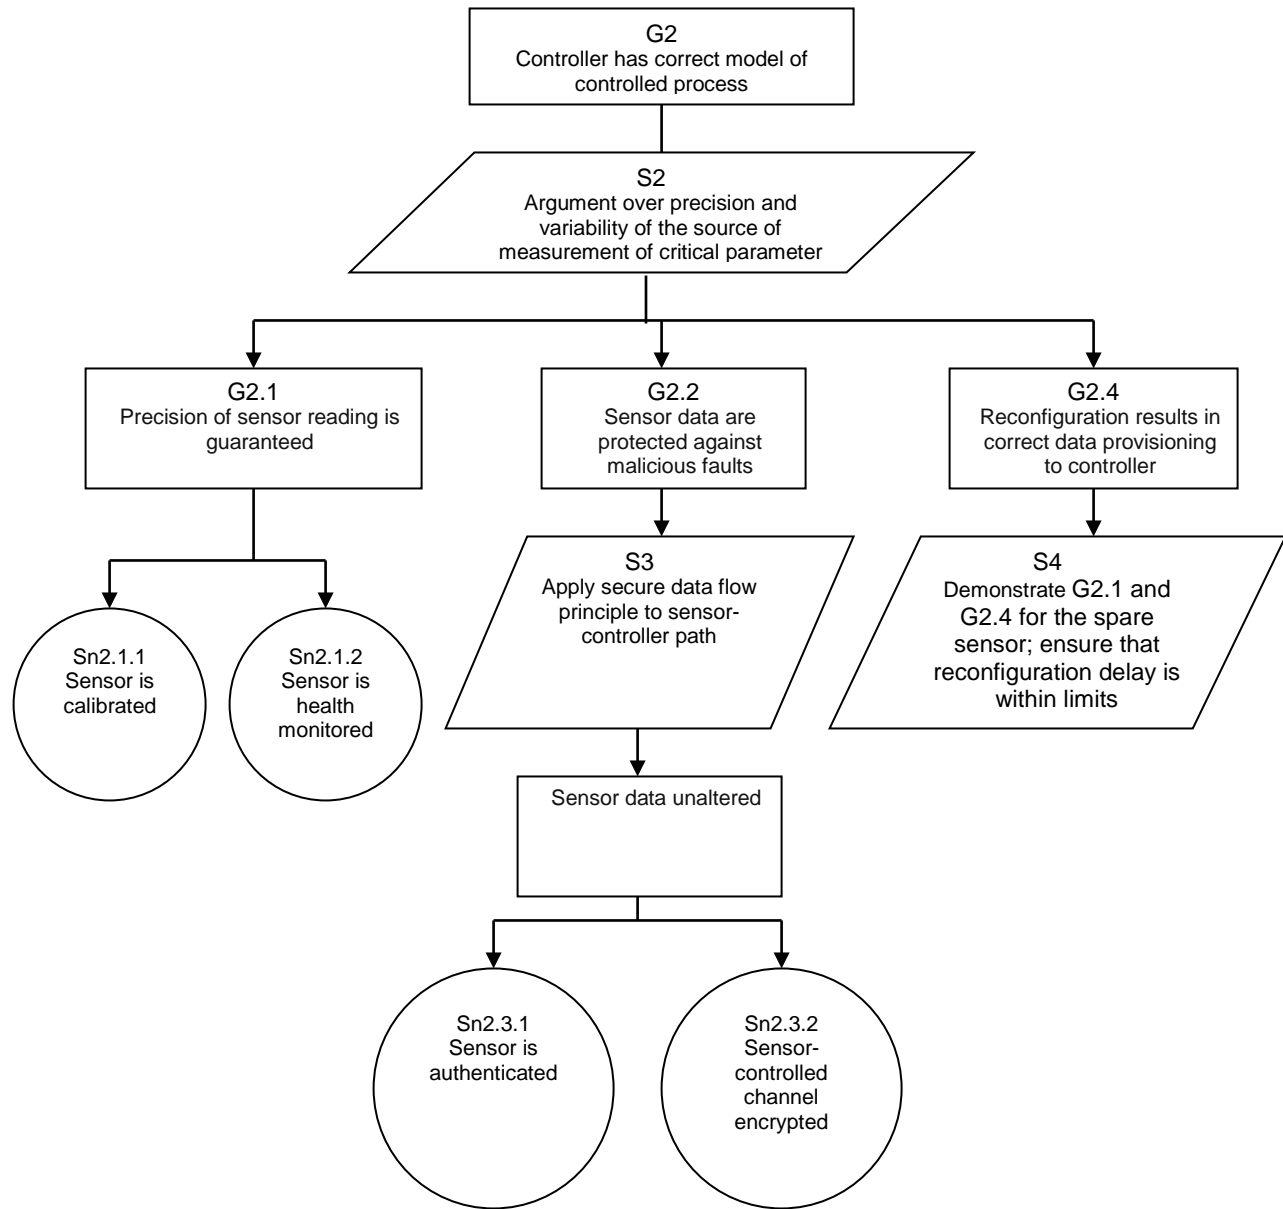 G2
Controller has correct model of
controlled process
S2
Argument over precision and
variability of the source of
measurement of critical parameter
G2.1
Precision of sensor reading is
guaranteed
G2.2
Sensor data are
protected against
malicious faults
G2.4
Reconfiguration results in
correct data provisioning
to controller
S3
Apply secure data flow
principle to sensor-
controller path
S4
Demonstrate G2.1 and
G2.4 for the spare
sensor; ensure that
reconfiguration delay is
within limits
Sn2.1.1
Sensor is
calibrated
Sn2.1.2
Sensor is
health
monitored
Sensor data unaltered
Sn2.3.1
Sensor is
authenticated
Sn2.3.2
Sensor-
controlled
channel
encrypted